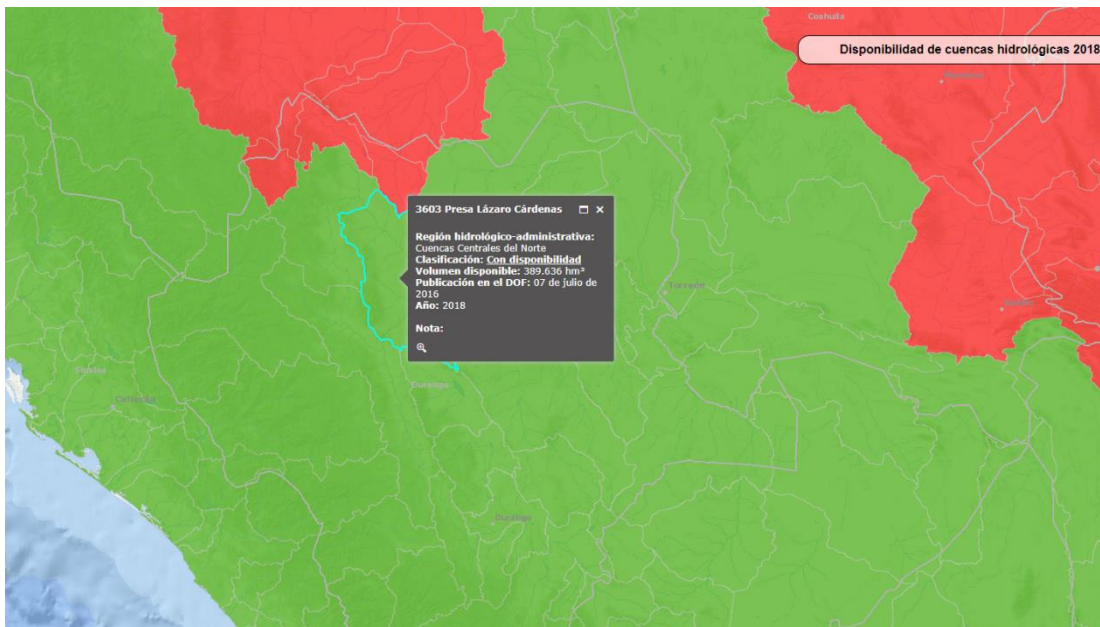 Coahuila
Disponibilidad de cuencas hidrológicas 2018
3603 Presa Lázaro Cárdenas
Región hidrológico-administrativa:
Cuencas Centrales del Norte
Clasificación: Con disponibilidad
Volumen disponible: 389.636 hm³
Publicación en el DOF: 07 de julio de
2016
Año: 2018
Nota:
Torreón
Sinaloa
Culiacán
Durango
Durango